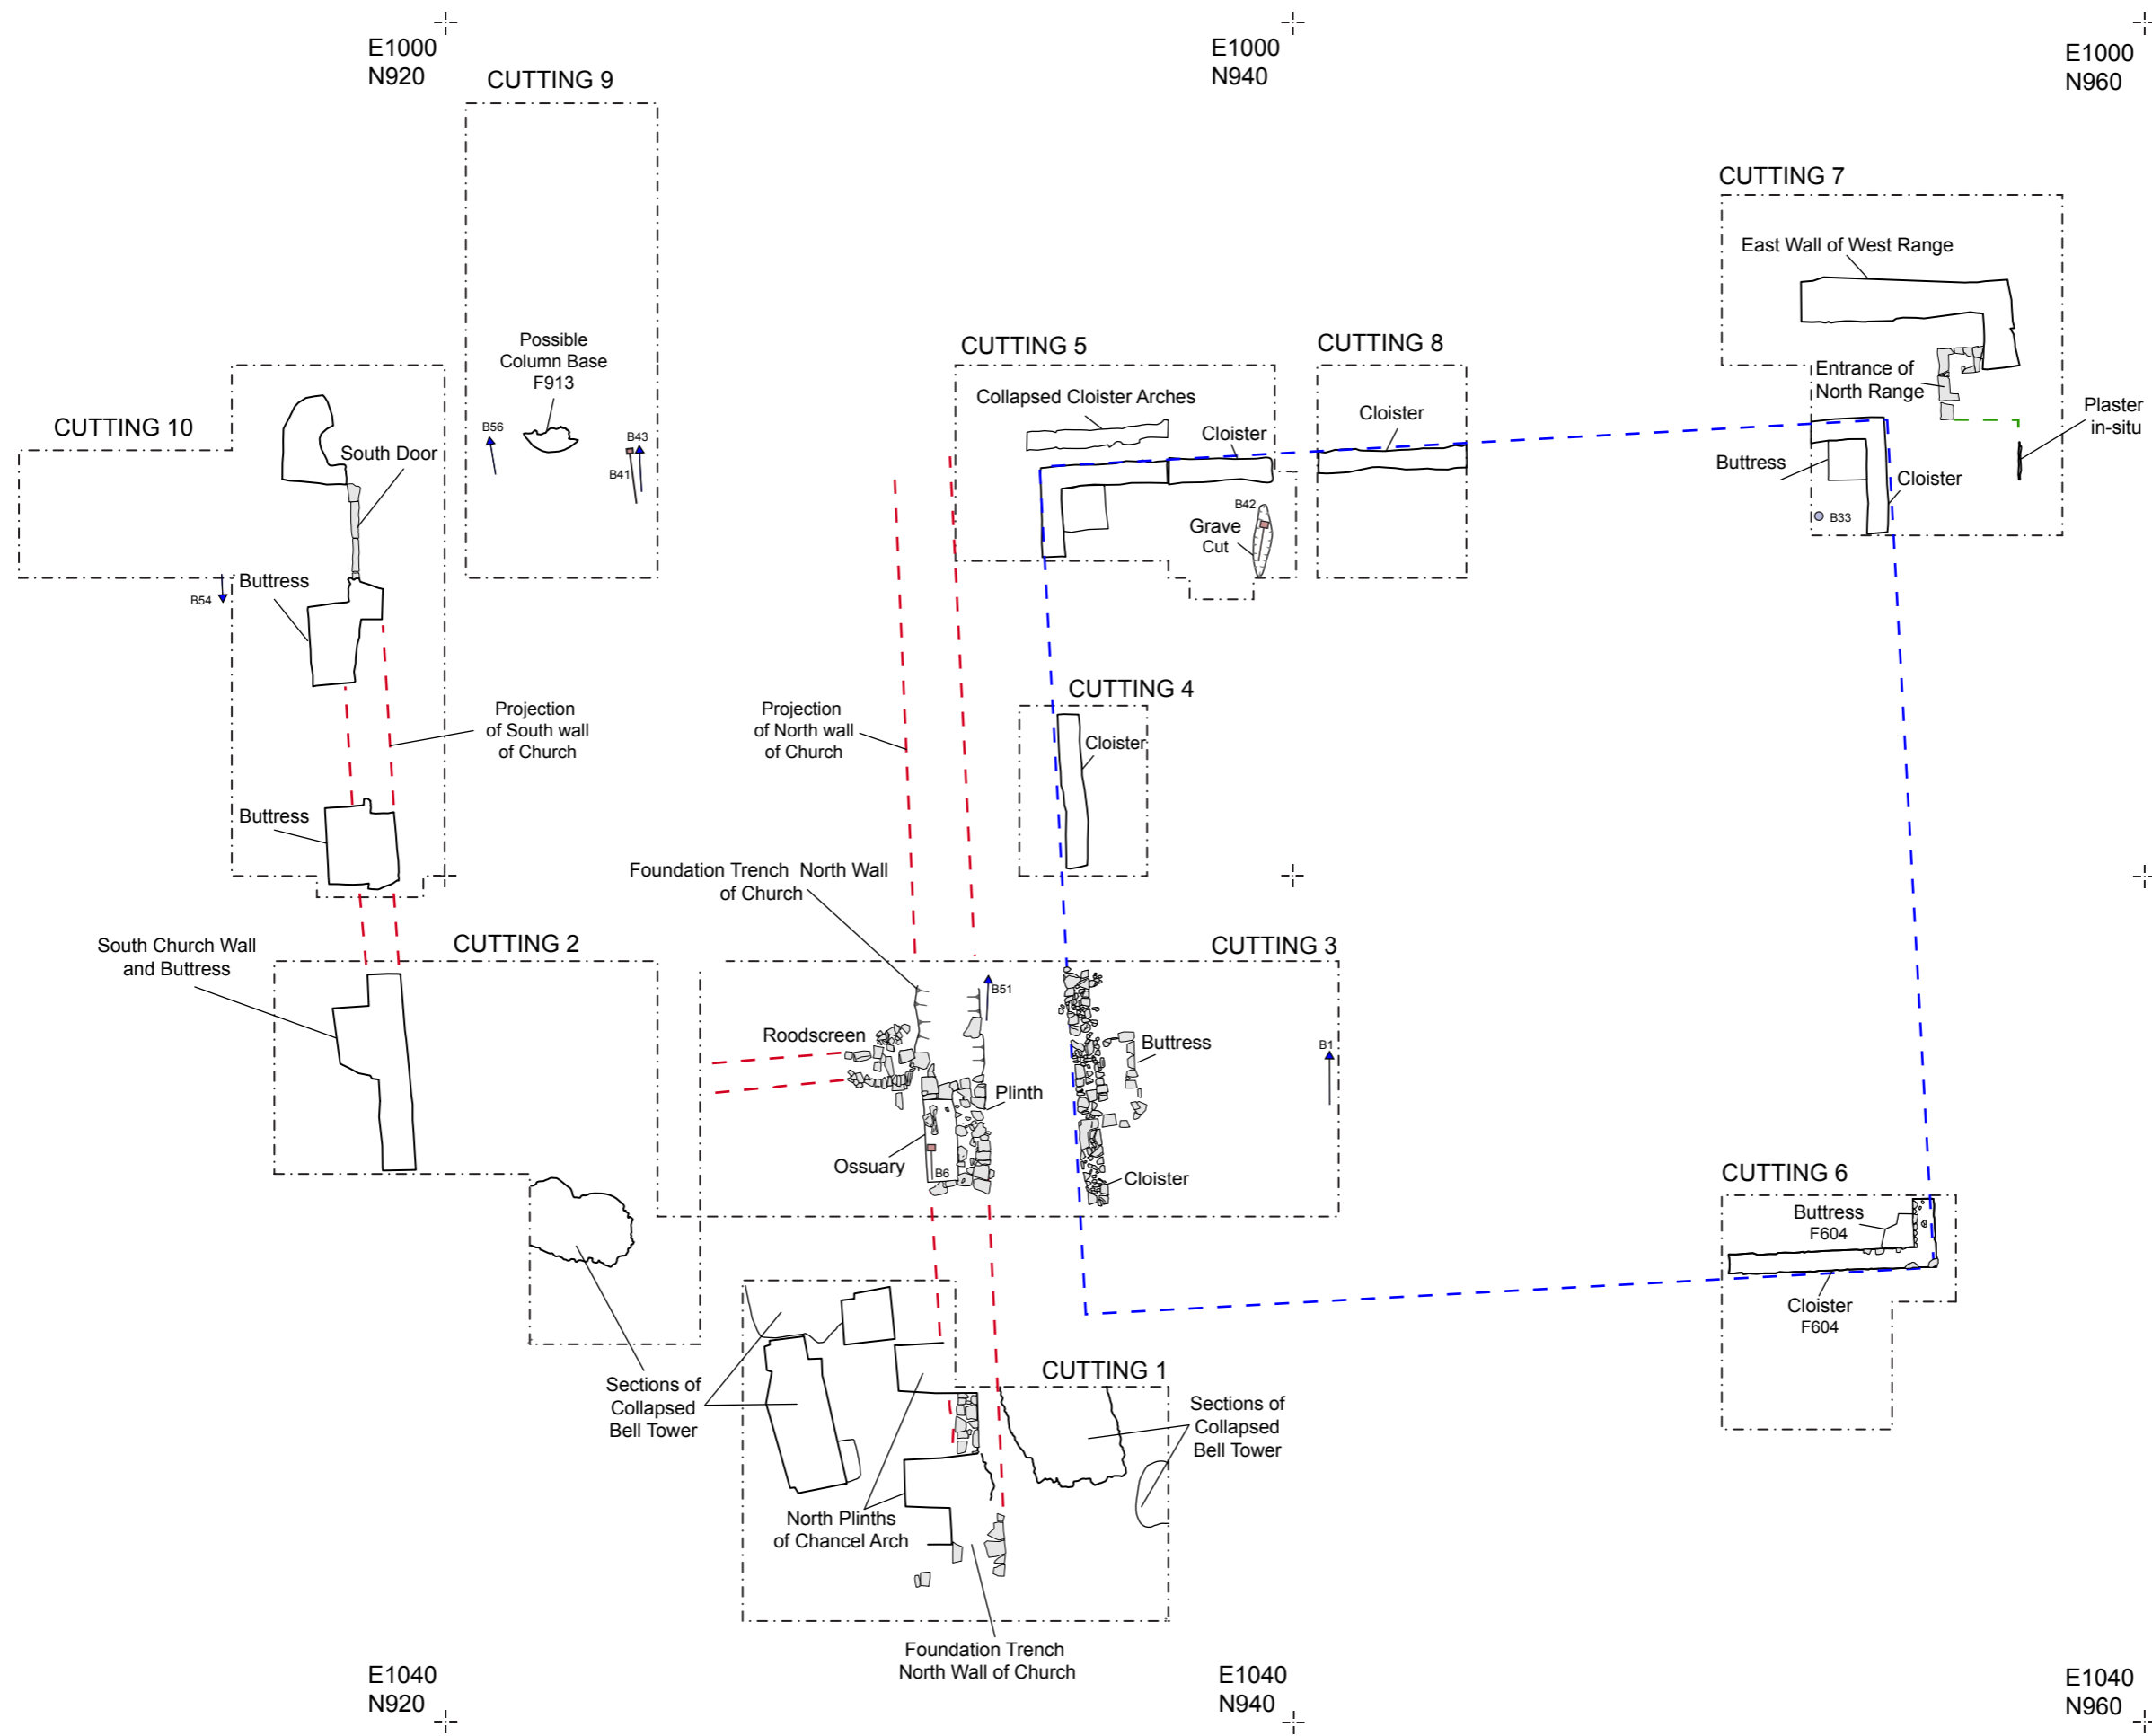 E1000
N920
E1000
N940
E1000
N960
CUTTING 9
CUTTING 7
East Wall of West Range
Possible
Column Base
F913
B56
B43
B41
CUTTING 5
CUTTING 8
Collapsed Cloister Arches
Cloister
Cloister
Entrance of
North Range
Plaster
in-situ
CUTTING 10
South Door
Buttress
Cloister
B42
Grave
Cut
B33
Buttress
B54
CUTTING 4
Projection
of South wall
of Church
Projection
of North wall
of Church
Cloister
Buttress
Foundation Trench North Wall
of Church
South Church Wall
and Buttress
CUTTING 2
CUTTING 3
B51
Roodscreen
Buttress
B1
Plinth
Ossuary
B6
Cloister
CUTTING 6
Buttress
F604
Cloister
F604
CUTTING 1
Sections of
Collapsed
Bell Tower
Sections of
Collapsed
Bell Tower
North Plinths
of Chancel Arch
Foundation Trench
North Wall of Church
E1040
N920
E1040
N940
E1040
N960